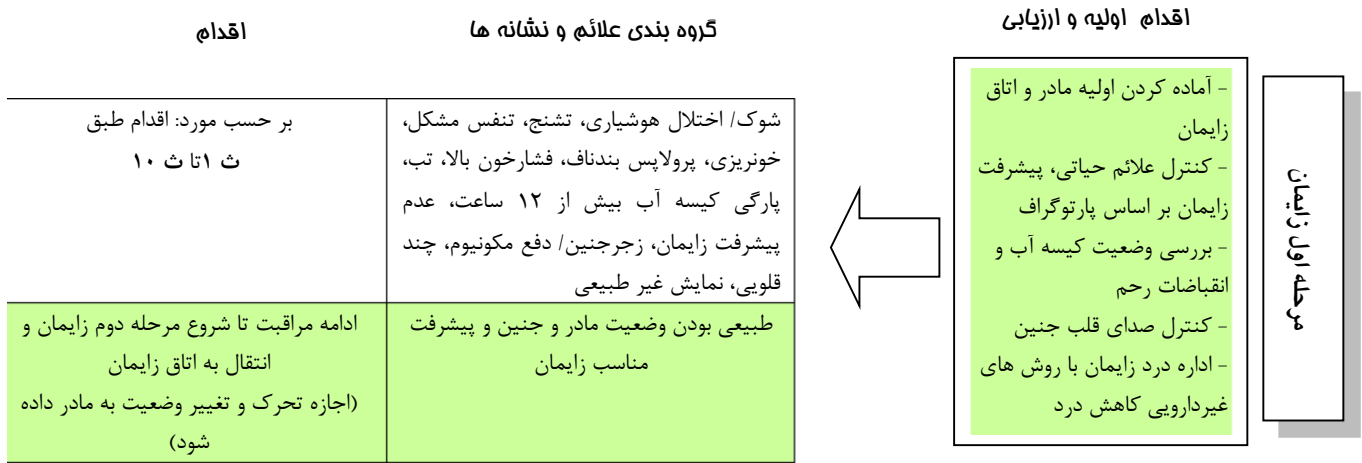 مرحله اول زایمان
اقدام اولیه و ارزیابی
- آماده کردن اولیه مادر و اتاق
زایمان
- کنترل علائم حیاتی، پیشرفت
زایمان بر اساس پارتوگراف
- بررسی وضعیت کیسه آب و
انقباضات رحم
- کنترل صدای قلب جنین
- اداره درد زایمان با روش های
غیردارویی کاهش درد
گروه بندی علائم و نشانه ها
اقدام
شوک/ اختلال هوشیاری، تشنج، تنفس مشکل،
خونریزی، پرولاپس بندناف، فشارخون بالا، تب،
پارگی کیسه آب بیش از ۱۲ ساعت، عدم
پیشرفت زایمان، زجرجنین/ دفع مکونیوم، چند
قلویی، نمایش غیر طبیعی
بر حسب مورد: اقدام طبق
ث ۱تا ث ۱۰
طبیعی بودن وضعیت مادر و جنین و پیشرفت
مناسب زایمان
ادامه مراقبت تا شروع مرحله دوم زایمان و
انتقال به اتاق زایمان
(اجازه تحرک و تغییر وضعیت به مادر داده
شود)